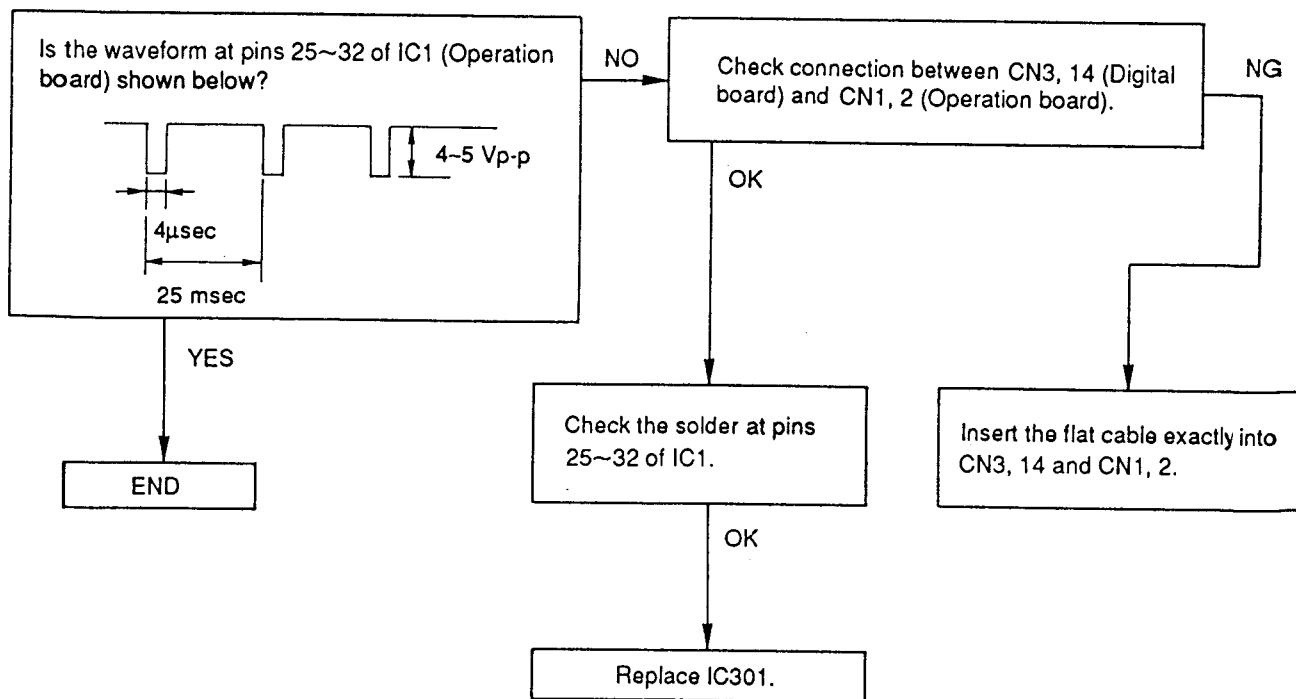 Is the waveform at pins 25~32 of IC1 (Operation
board) shown below?
4~5 Vp-p
4μsec
25 msec
NO
Check connection between CN3, 14 (Digital
board) and CN1, 2 (Operation board).
NG
OK
YES
END
Check the solder at pins
25~32 of IC1.
Insert the flat cable exactly into
CN3, 14 and CN1, 2.
OK
Replace IC301.